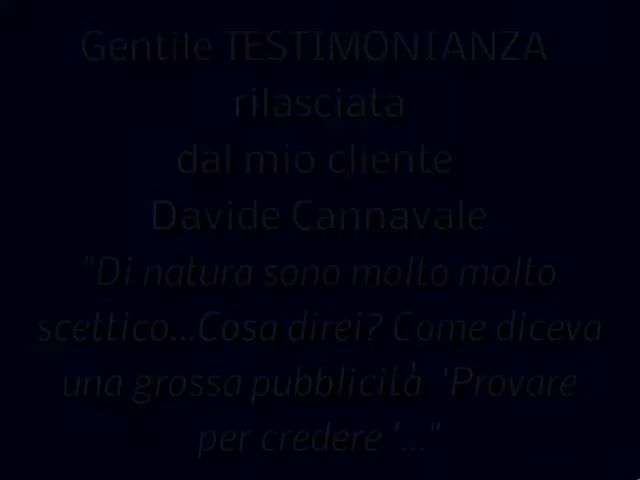 Gentile TESTIMONIANZA
rilasciata
dal mio cliente
Davide Cannavale
"Di natura sono molto molto
scettico...Cosa direi? Come diceva
una grossa pubblicità 'Provare
per credere '..."